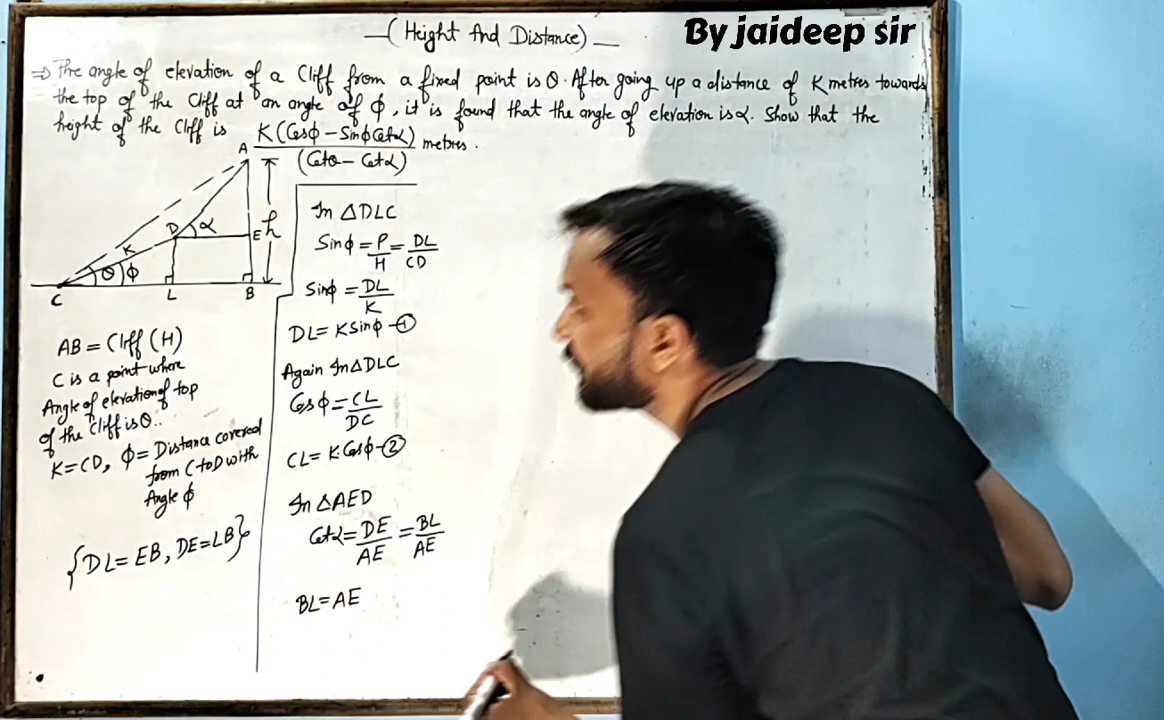 (Height And Distance)
By jaideep sir
⇒ The angle of elevation of a Cliff from a fixed point is θ. After going up a distance of K metres towards
the top of the Cliff at an angle of ϕ, it is found that the angle of elevation is α. Show that the
height of the Cliff is K(Cosϕ − SinϕCotα)/(Cotθ − Cotα) metres.
A
D
α
E
h
K
θ
ϕ
C
L
B
AB = Cliff (H)
C is a point where
Angle of elevation of top
of the Cliff is θ..
K = CD, ϕ = Distance covered
from C to D with
Angle ϕ
{DL = EB, DE = LB}
In △DLC
Sinϕ = P/H = DL/CD
Sinϕ = DL/K
DL = K Sinϕ –①
Again In △DLC
Cosϕ = CL/DC
CL = K Cosϕ –②
In △AED
Cotα = DE/AE = BL/AE
BL = AE